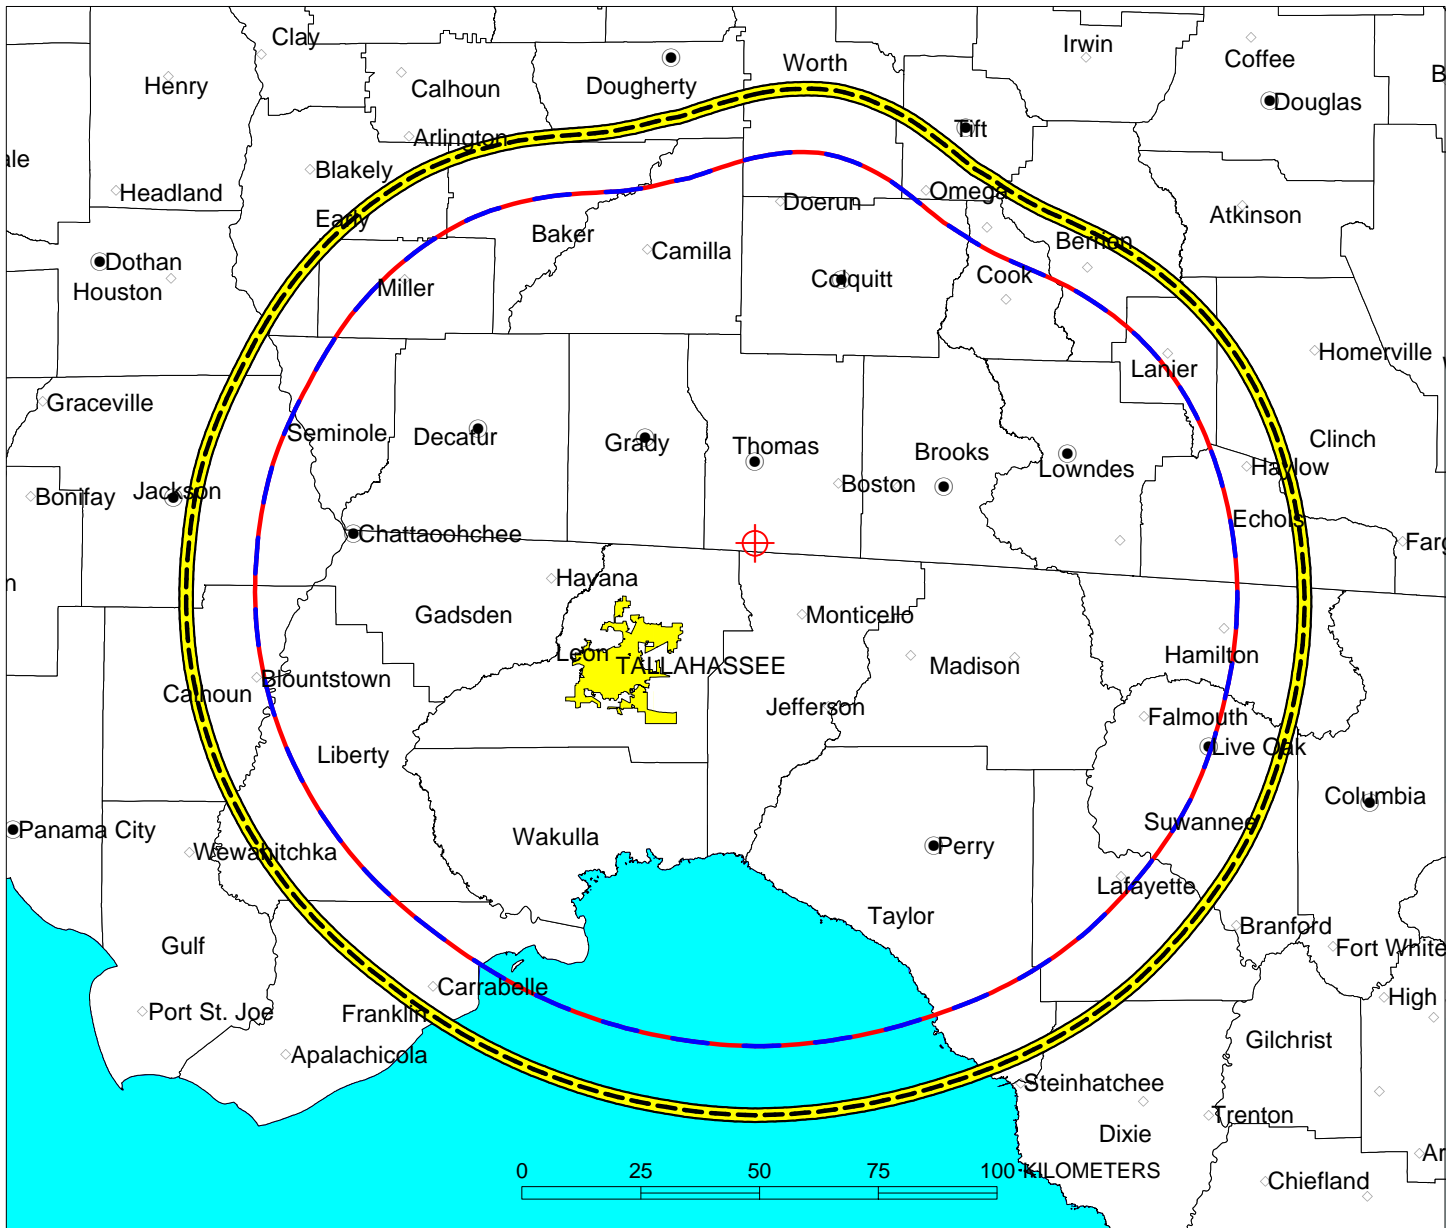 Clay
Irwin
Coffee
Worth
B
Henry
Calhoun
Dougherty
Douglas
Tift
Arlington
ale
Blakely
Headland
Omega
Doerun
Early
Atkinson
Baker
Camilla
Berrien
Dothan
Houston
Miller
Colquitt
Cook
Homerville
Lanier
Graceville
Seminole
Decatur
Grady
Thomas
Brooks
Lowndes
Clinch
Haylow
Bonifay
Jackson
Boston
Echols
Chattaoohchee
Farg
n
Havana
Gadsden
Monticello
Leon
TALLAHASSEE
Madison
Hamilton
Blountstown
Calhoun
Jefferson
Falmouth
Live Oak
Liberty
Columbia
Panama City
Wakulla
Suwannee
Wewahitchka
Perry
Lafayette
Taylor
Branford
Gulf
Fort White
Carrabelle
High
Port St. Joe
Franklin
Gilchrist
Apalachicola
Steinhatchee
Trenton
Dixie
Ar
0 25 50 75 100 KILOMETERS
Chiefland